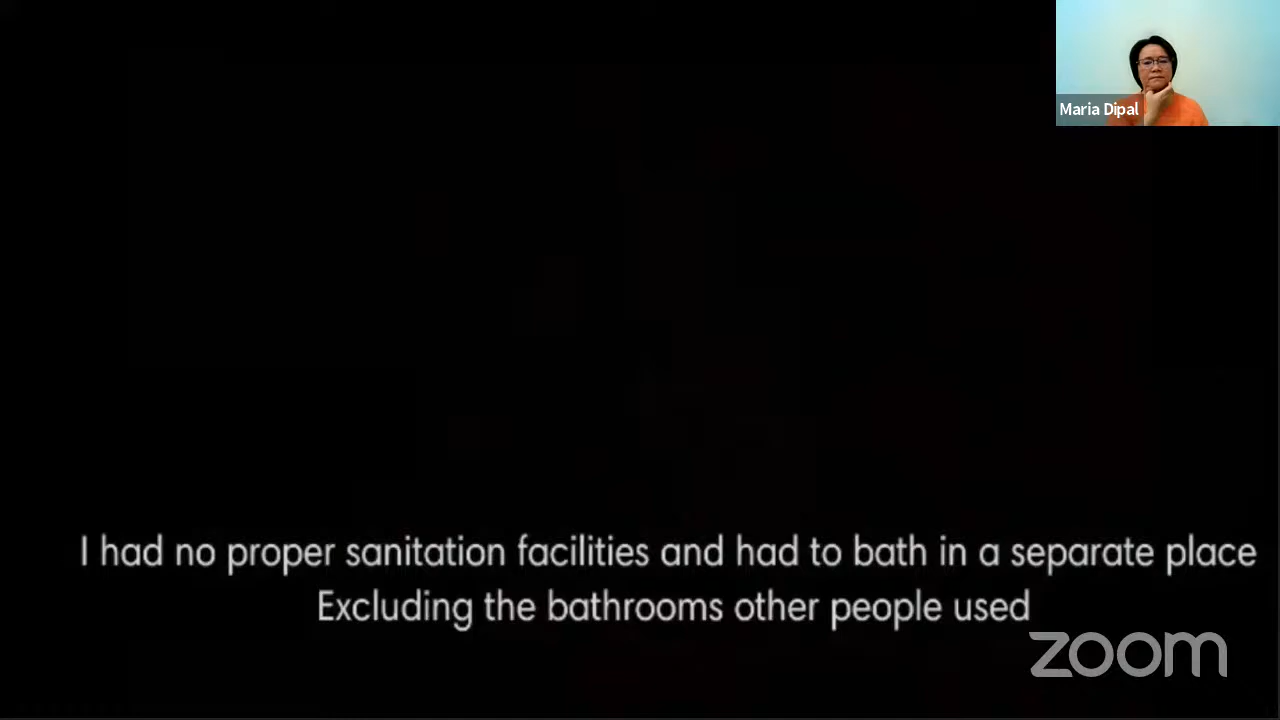 Maria Dipal
I had no proper sanitation facilities and had to bath in a separate place
Excluding the bathrooms other people used
zoom